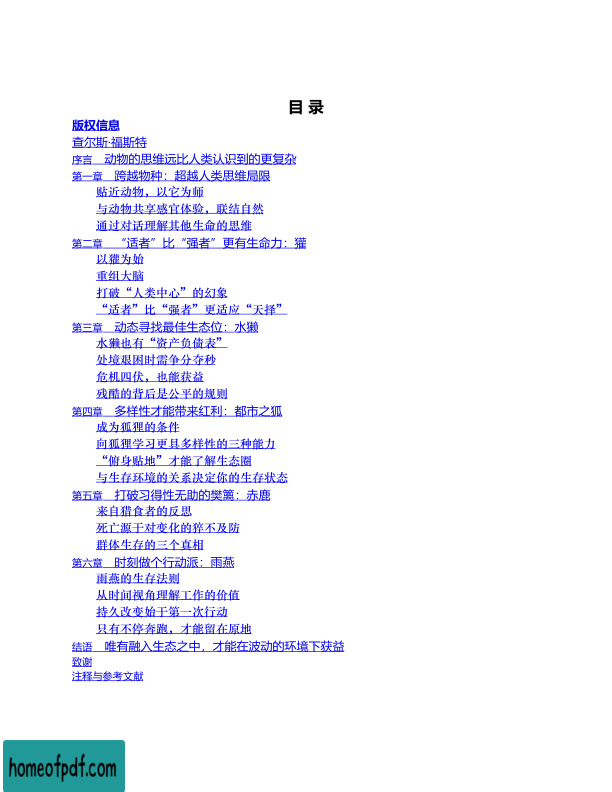 目 录
版权信息
查尔斯·福斯特
序言 动物的思维远比人类认识到的更复杂
第一章 跨越物种：超越人类思维局限
贴近动物，以它为师
与动物共享感官体验，联结自然
通过对话理解其他生命的思维
第二章 “适者”比“强者”更有生命力：獾
以獾为始
重组大脑
打破“人类中心”的幻象
“适者”比“强者”更适应“天择”
第三章 动态寻找最佳生态位：水獭
水獭也有“资产负债表”
处境艰困时需争分夺秒
危机四伏，也能获益
残酷的背后是公平的规则
第四章 多样性才能带来红利：都市之狐
成为狐狸的条件
向狐狸学习更具多样性的三种能力
“俯身贴地”才能了解生态圈
与生存环境的关系决定你的生存状态
第五章 打破习得性无助的樊篱：赤鹿
来自猎食者的反思
死亡源于对变化的猝不及防
群体生存的三个真相
第六章 时刻做个行动派：雨燕
雨燕的生存法则
从时间视角理解工作的价值
持久改变始于第一次行动
只有不停奔跑，才能留在原地
结语 唯有融入生态之中，才能在波动的环境下获益
致谢
注释与参考文献
homeofpdf.com